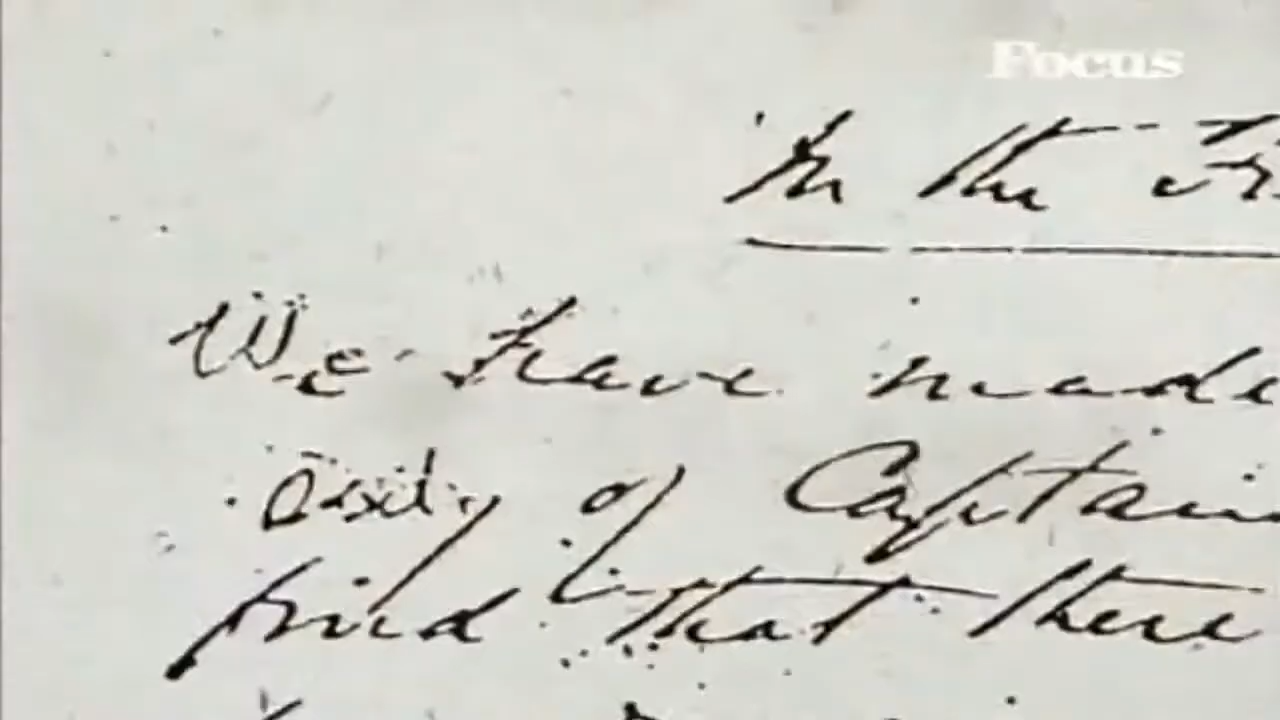 Focus
In the
We have made
of Captain
find that there